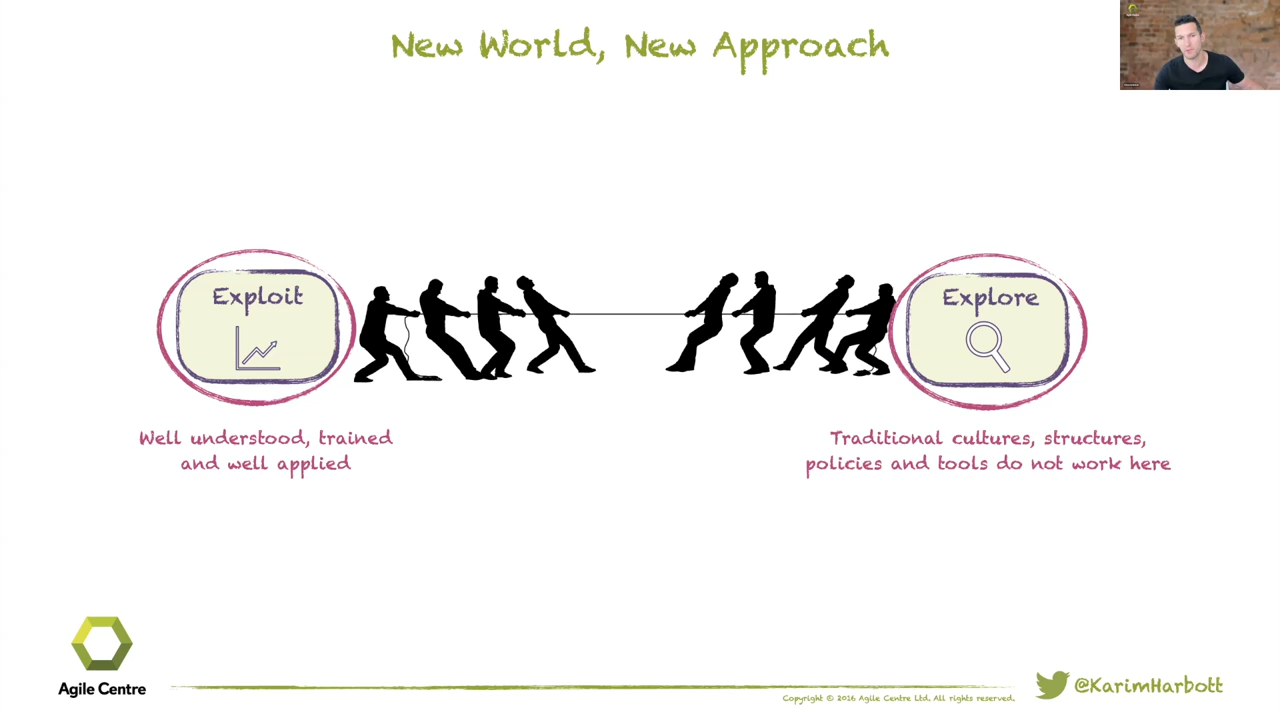 New World, New Approach
Exploit
Explore
Well understood, trained
and well applied
Traditional cultures, structures,
policies and tools do not work here
Agile Centre
Copyright © 2016 Agile Centre Ltd. All rights reserved.
@KarimHarbott